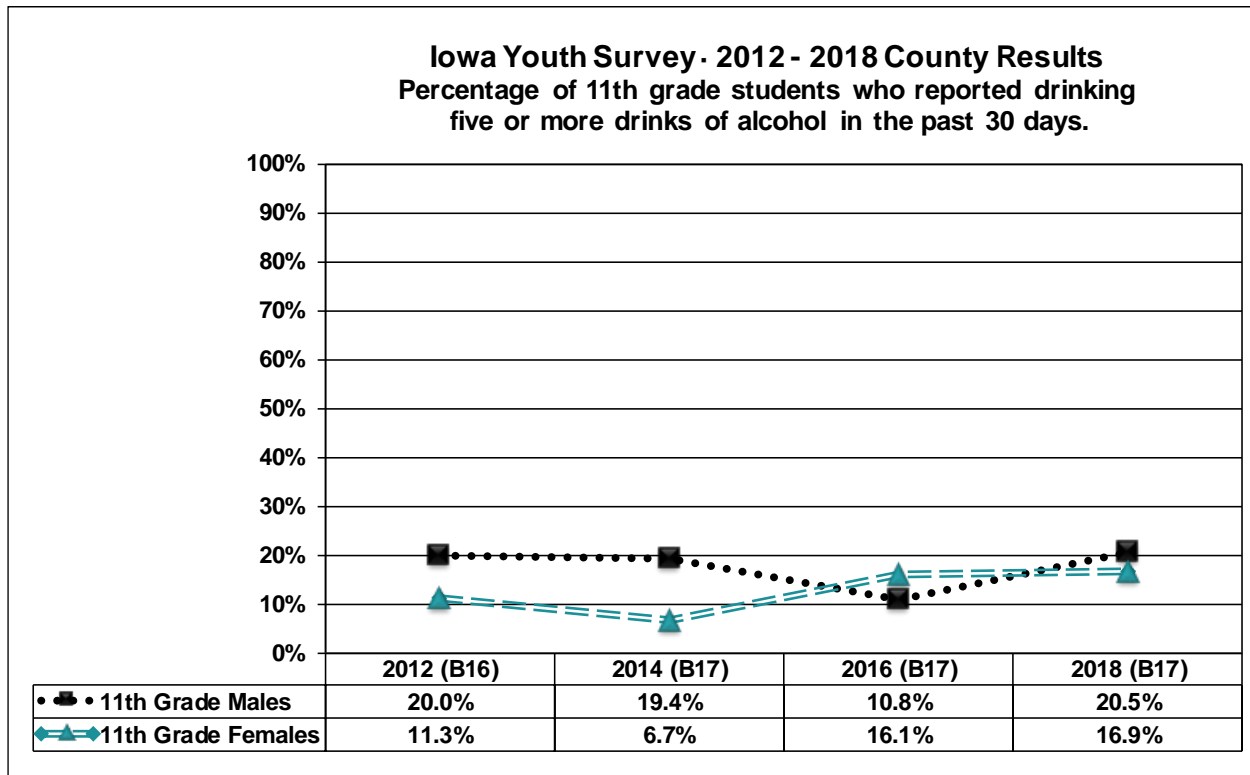 Iowa Youth Survey · 2012 - 2018 County Results
Percentage of 11th grade students who reported drinking
five or more drinks of alcohol in the past 30 days.
100%
90%
80%
70%
60%
50%
40%
30%
20%
10%
0%
2012 (B16) 2014 (B17) 2016 (B17) 2018 (B17)
11th Grade Males 20.0% 19.4% 10.8% 20.5%
11th Grade Females 11.3% 6.7% 16.1% 16.9%